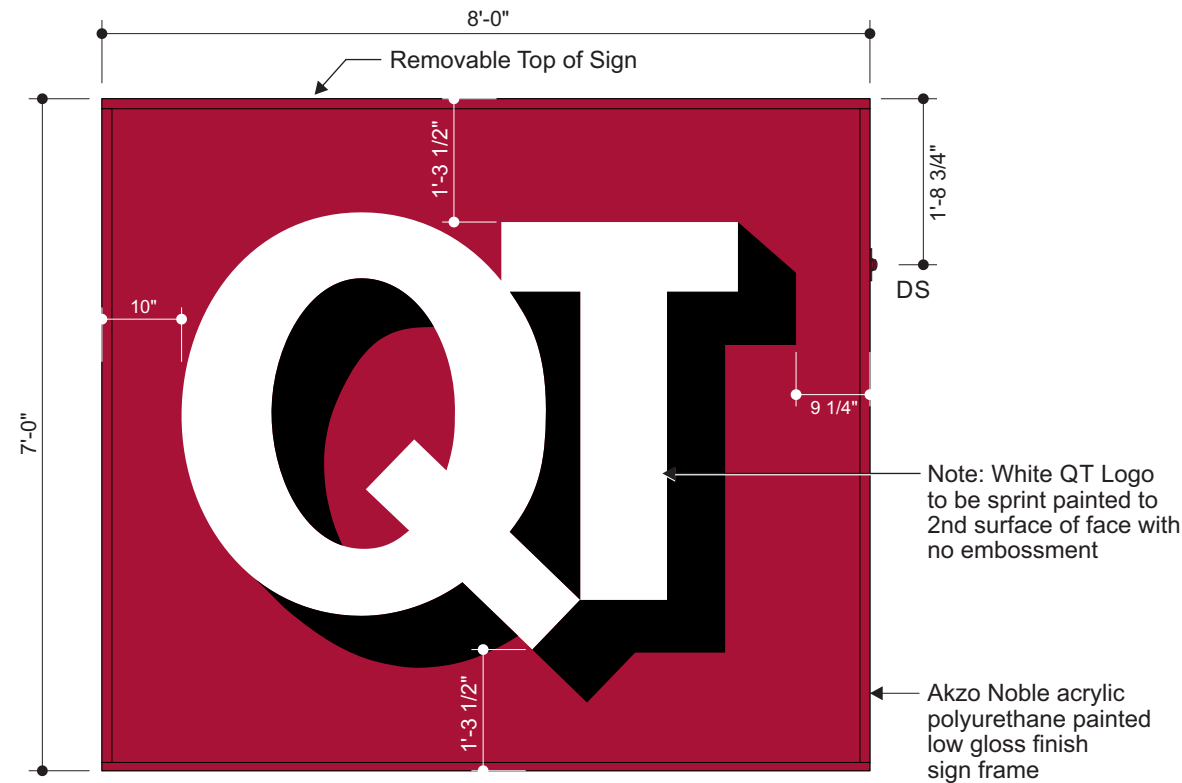 8'-0"
Removable Top of Sign
1'-3 1/2"
1'-8 3/4"
DS
10"
QT
9 1/4"
7'-0"
Note: White QT Logo
to be sprint painted to
2nd surface of face with
no embossment
1'-3 1/2"
Akzo Noble acrylic
polyurethane painted
low gloss finish
sign frame